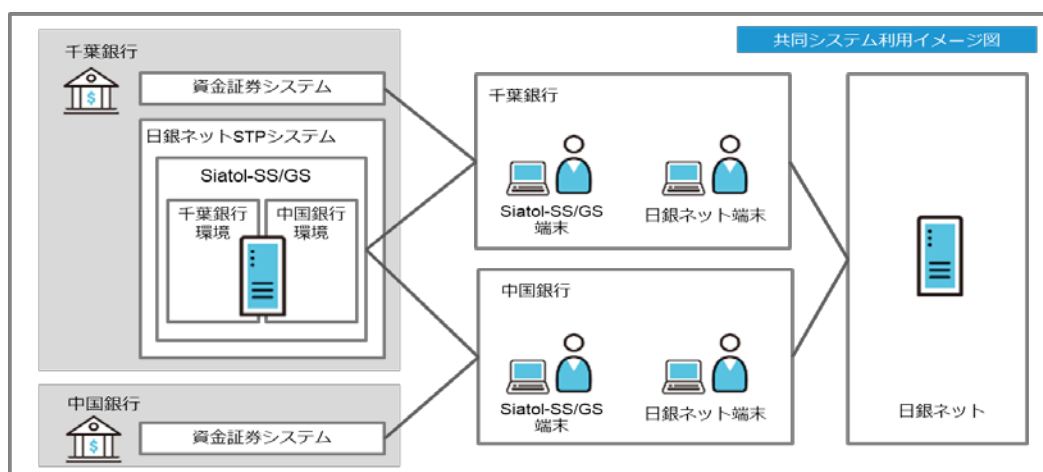 共同システム利用イメージ図
千葉銀行
資金証券システム
日銀ネットSTPシステム
Siatol-SS/GS
千葉銀行
環境
中国銀行
環境
中国銀行
資金証券システム
千葉銀行
Siatol-SS/GS
端末
日銀ネット端末
中国銀行
Siatol-SS/GS
端末
日銀ネット端末
日銀ネット